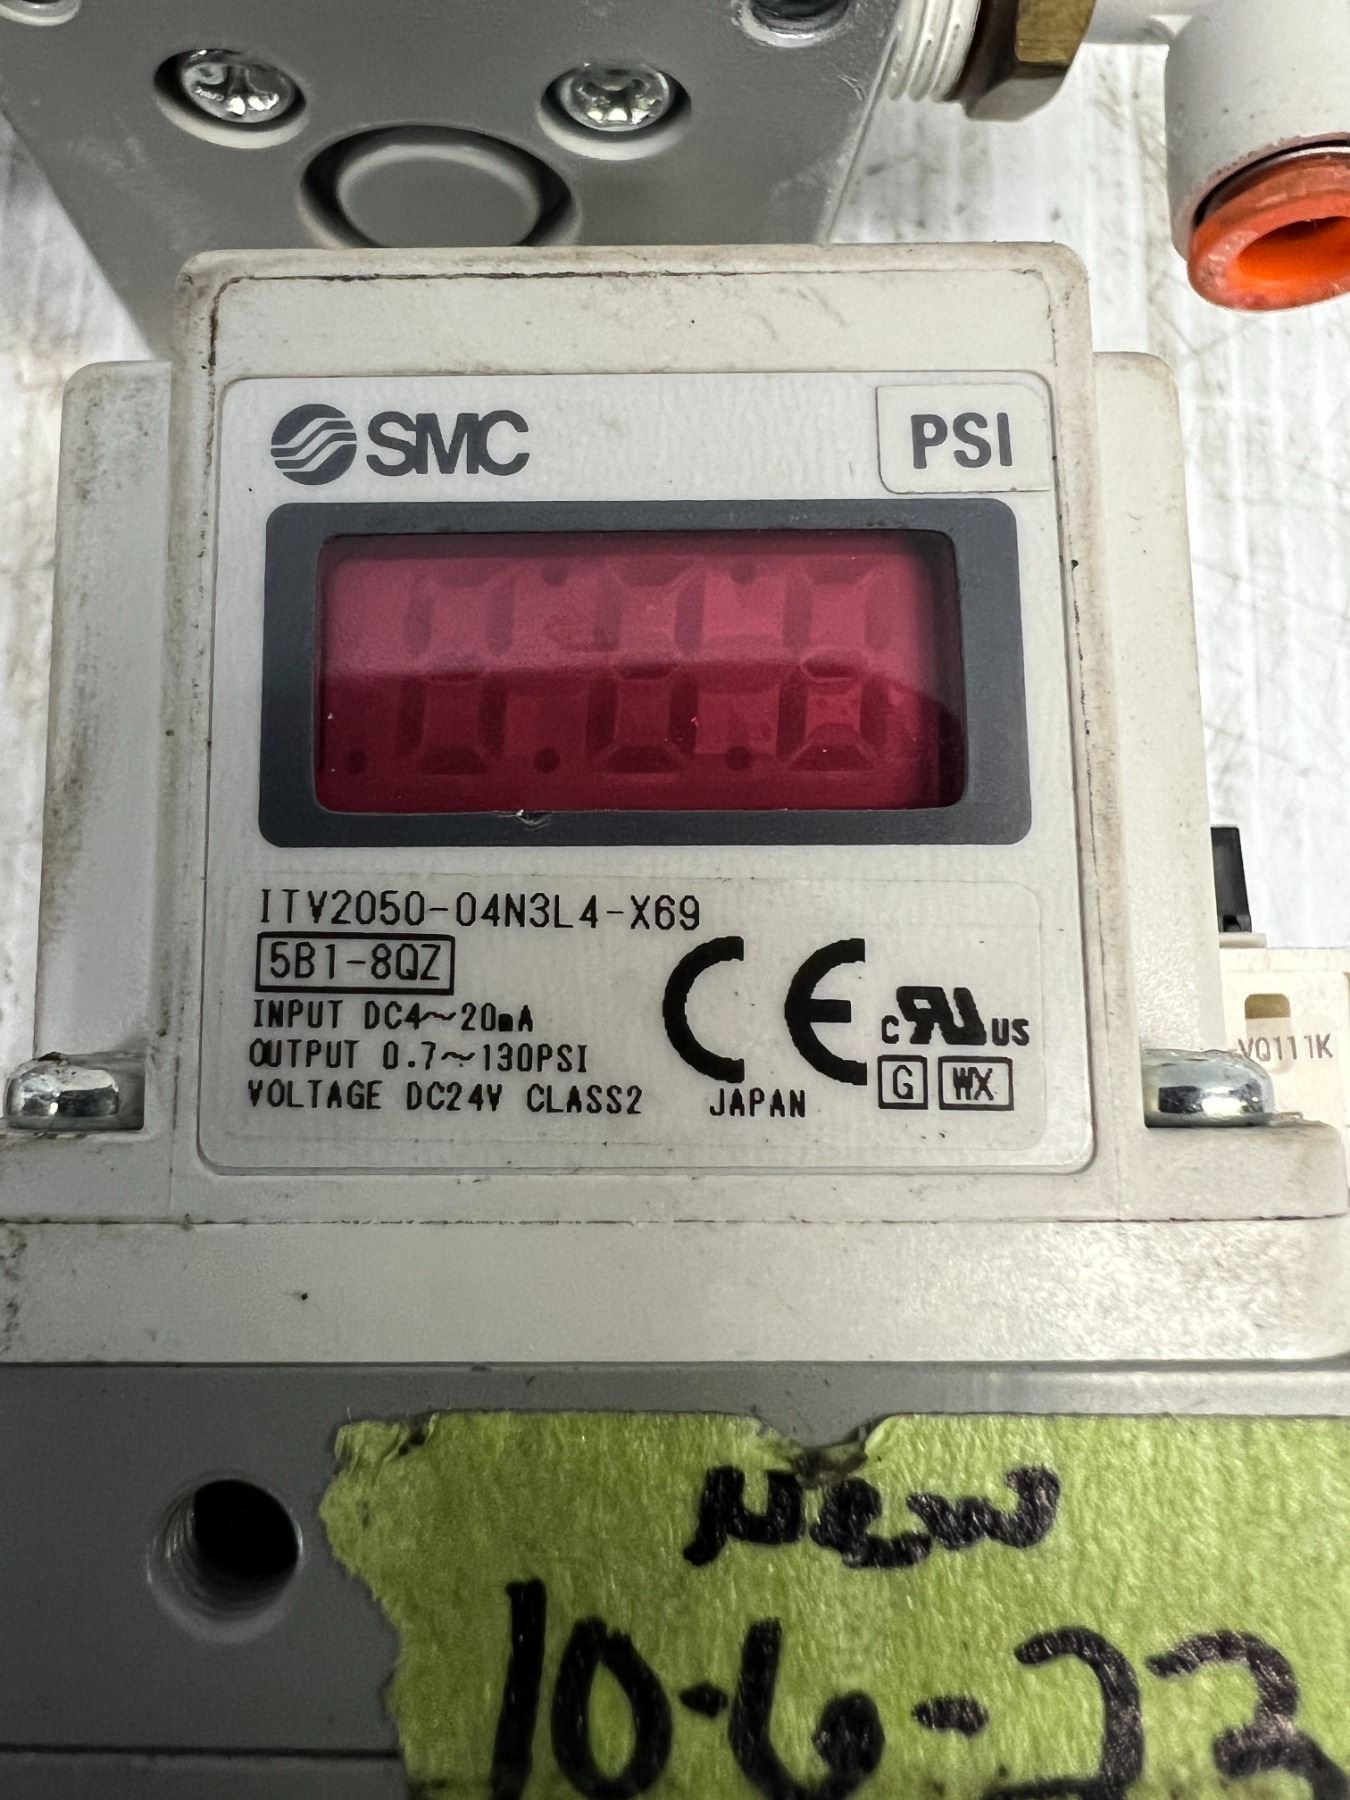 SMC
PSI
ITV2050-04N3L4-X69
5B1-8QZ
INPUT DC4~20mA
OUTPUT 0.7~130PSI
VOLTAGE DC24V CLASS2
CE
c RU US
JAPAN
G WX
VQ111K
New
10-6-23